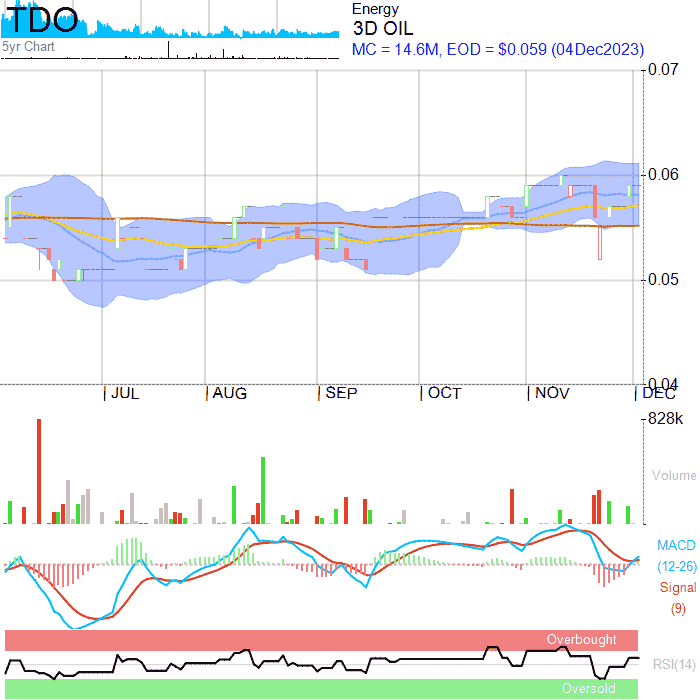 TDO
5yr Chart
Energy
3D OIL
MC = 14.6M, EOD = $0.059 (04Dec2023)
0.07
0.06
0.05
0.04
JUL
AUG
SEP
OCT
NOV
DEC
828k
Volume
MACD
(12-26)
Signal
(9)
Overbought
RSI(14)
Oversold